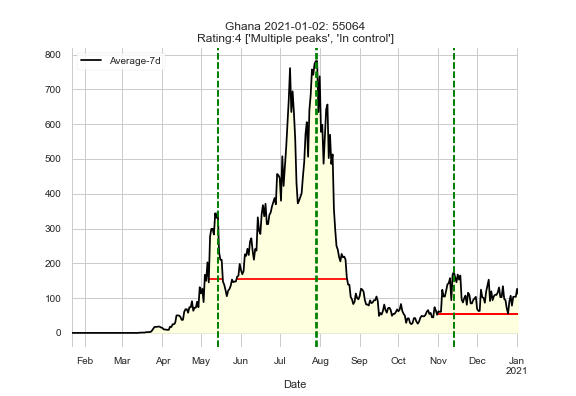 Ghana 2021-01-02: 55064
Rating:4 ['Multiple peaks', 'In control']
Average-7d
800
700
600
500
400
300
200
100
0
Feb Mar Apr May Jun Jul Aug Sep Oct Nov Dec Jan
2021
Date